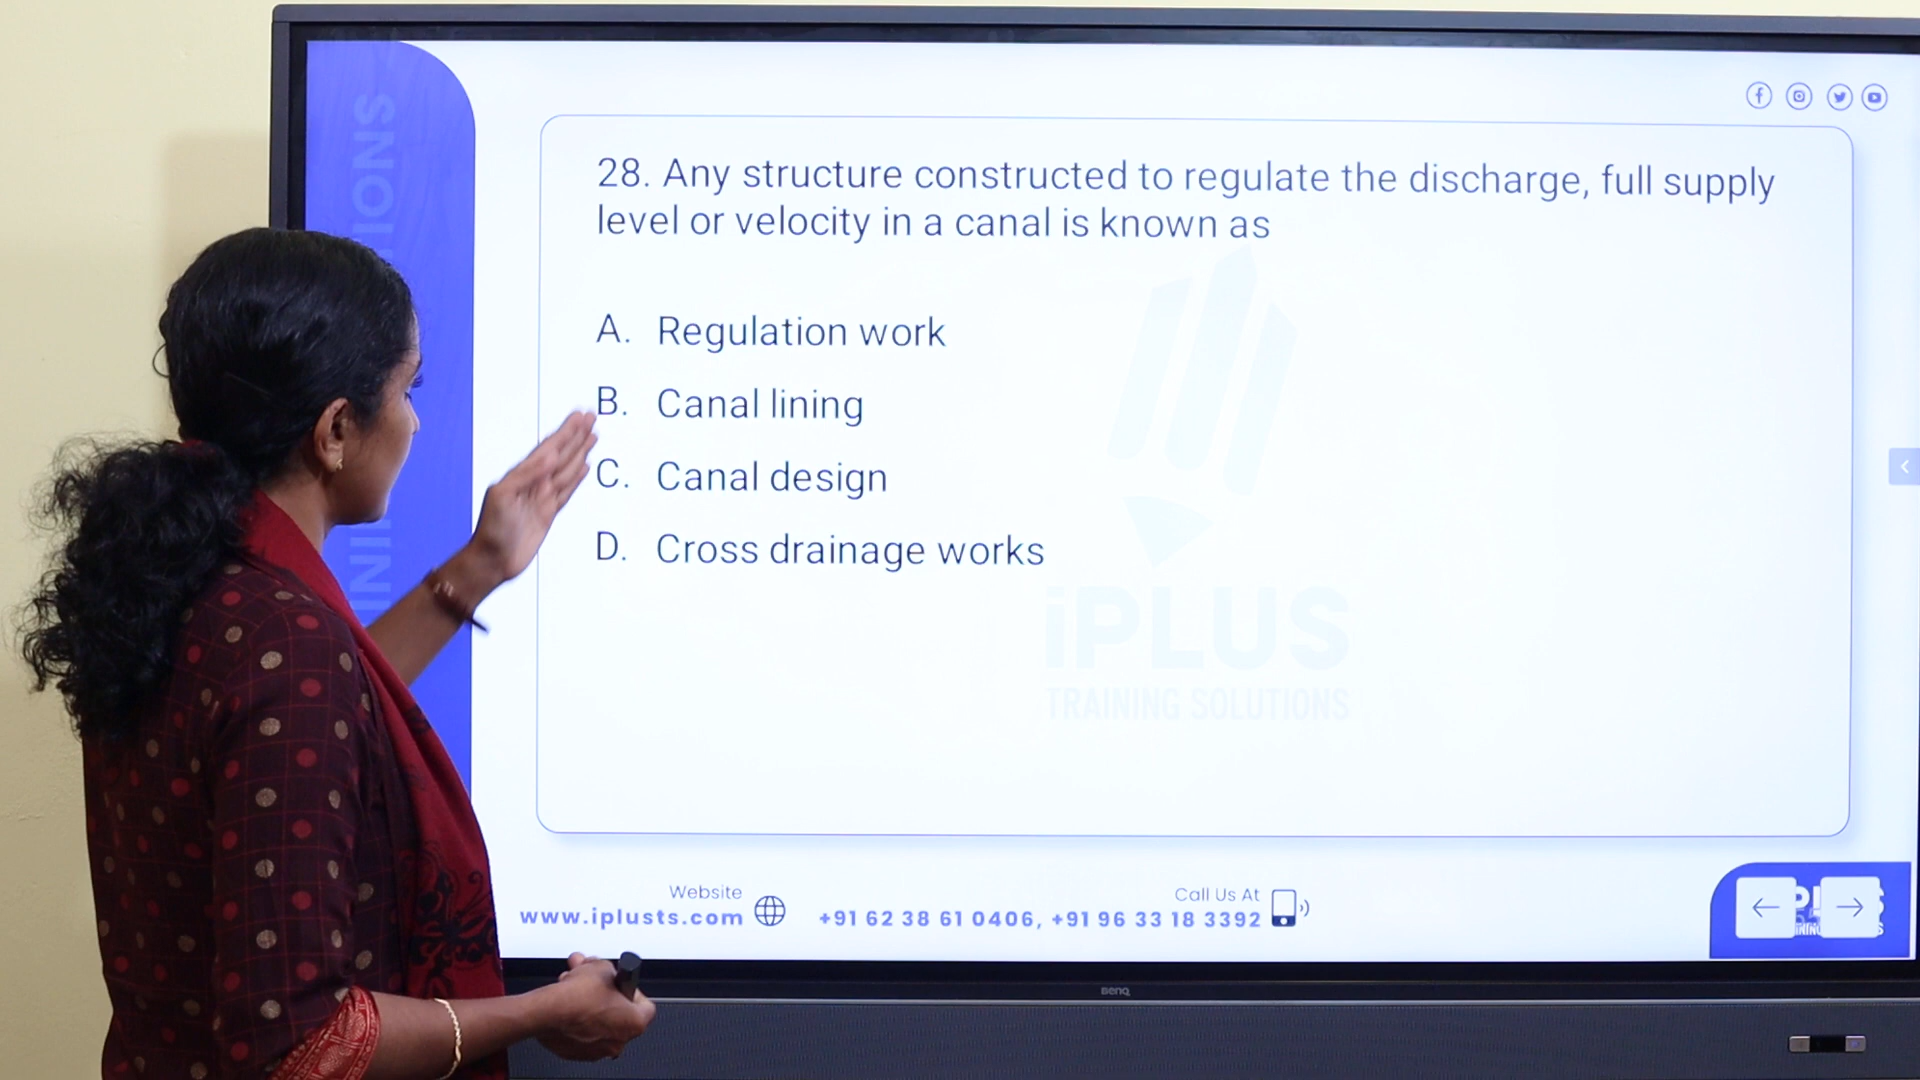 28. Any structure constructed to regulate the discharge, full supply
level or velocity in a canal is known as
A. Regulation work
B. Canal lining
C. Canal design
D. Cross drainage works
iPLUS
TRAINING SOLUTIONS
Website
www.iplusts.com
Call Us At
+91 62 38 61 0406, +91 96 33 18 3392
BenQ